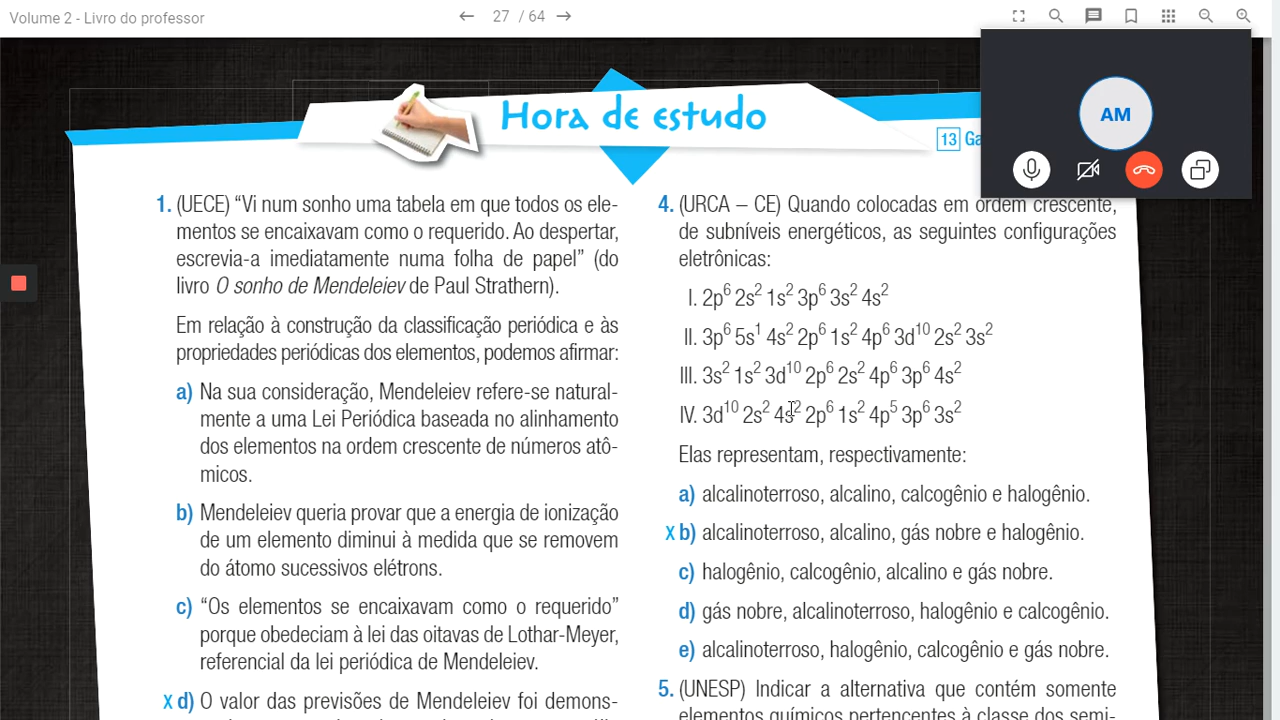 Volume 2 - Livro do professor
27 / 64
AM
Hora de estudo
13 Ga
1. (UECE) “Vi num sonho uma tabela em que todos os ele-
mentos se encaixavam como o requerido. Ao despertar,
escrevia-a imediatamente numa folha de papel” (do
livro O sonho de Mendeleiev de Paul Strathern).
Em relação à construção da classificação periódica e às
propriedades periódicas dos elementos, podemos afirmar:
a) Na sua consideração, Mendeleiev refere-se natural-
mente a uma Lei Periódica baseada no alinhamento
dos elementos na ordem crescente de números atô-
micos.
b) Mendeleiev queria provar que a energia de ionização
de um elemento diminui à medida que se removem
do átomo sucessivos elétrons.
c) “Os elementos se encaixavam como o requerido”
porque obedeciam à lei das oitavas de Lothar-Meyer,
referencial da lei periódica de Mendeleiev.
x d) O valor das previsões de Mendeleiev foi demons-
4. (URCA – CE) Quando colocadas em ordem crescente,
de subníveis energéticos, as seguintes configurações
eletrônicas:
I. 2p⁶ 2s² 1s² 3p⁶ 3s² 4s²
II. 3p⁶ 5s¹ 4s² 2p⁶ 1s² 4p⁶ 3d¹⁰ 2s² 3s²
III. 3s² 1s² 3d¹⁰ 2p⁶ 2s² 4p⁶ 3p⁶ 4s²
IV. 3d¹⁰ 2s² 4s² 2p⁶ 1s² 4p⁵ 3p⁶ 3s²
Elas representam, respectivamente:
a) alcalinoterroso, alcalino, calcogênio e halogênio.
x b) alcalinoterroso, alcalino, gás nobre e halogênio.
c) halogênio, calcogênio, alcalino e gás nobre.
d) gás nobre, alcalinoterroso, halogênio e calcogênio.
e) alcalinoterroso, halogênio, calcogênio e gás nobre.
5. (UNESP) Indicar a alternativa que contém somente
elementos químicos pertencentes à classe dos semi-